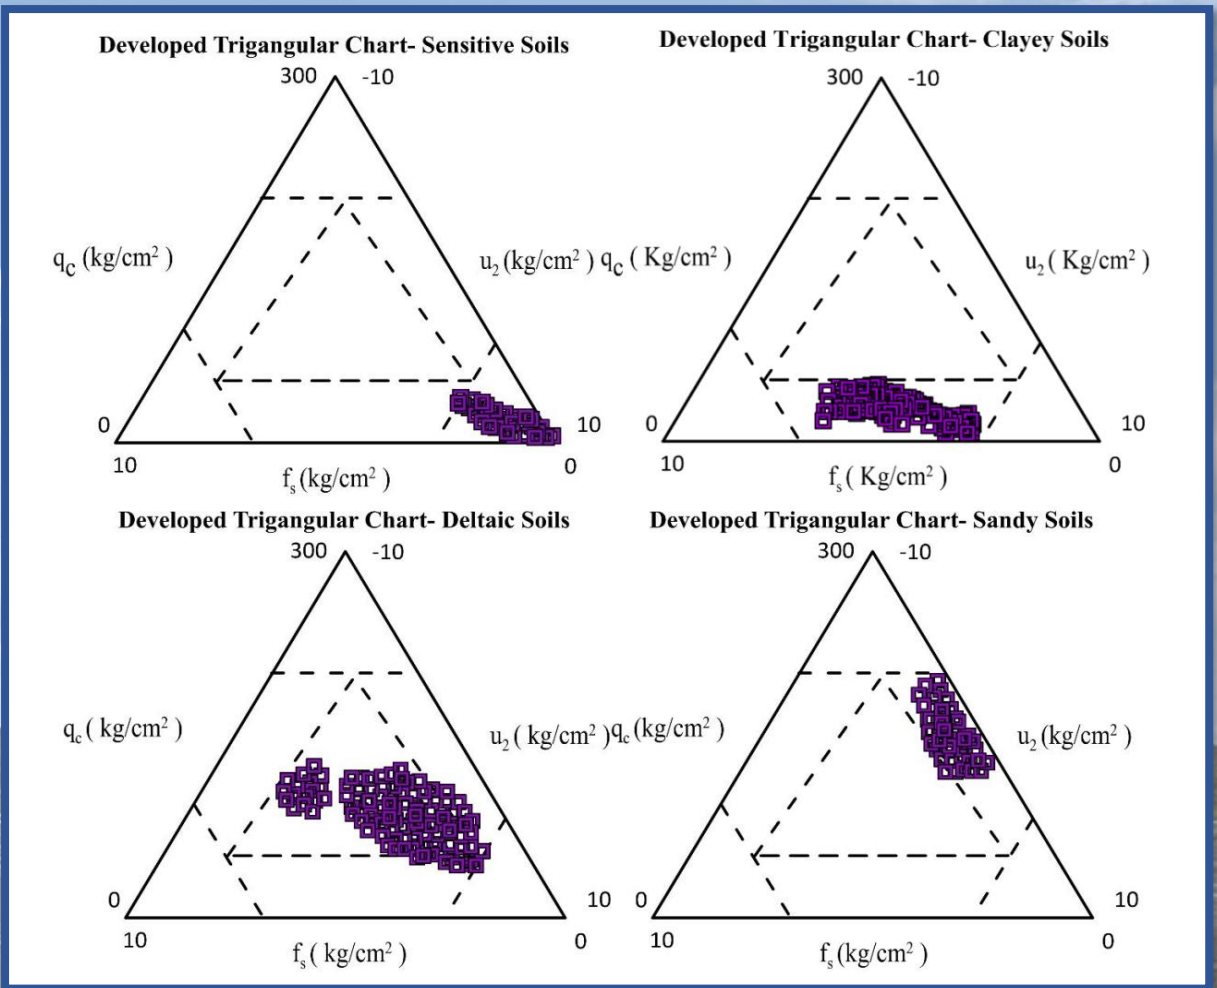 Developed Trigangular Chart- Sensitive Soils
300 -10
qc (kg/cm²)
u₂ (kg/cm²)
0
10
10
0
fs (kg/cm²)
Developed Trigangular Chart- Clayey Soils
300 -10
qc ( Kg/cm² )
u₂ ( Kg/cm² )
0
10
10
0
fs ( Kg/cm² )
Developed Trigangular Chart- Deltaic Soils
300 -10
qc ( kg/cm² )
u₂ ( kg/cm² )
0
10
10
0
fs ( kg/cm² )
Developed Trigangular Chart- Sandy Soils
300 -10
qc (kg/cm²)
u₂ (kg/cm²)
0
10
10
0
fs (kg/cm²)